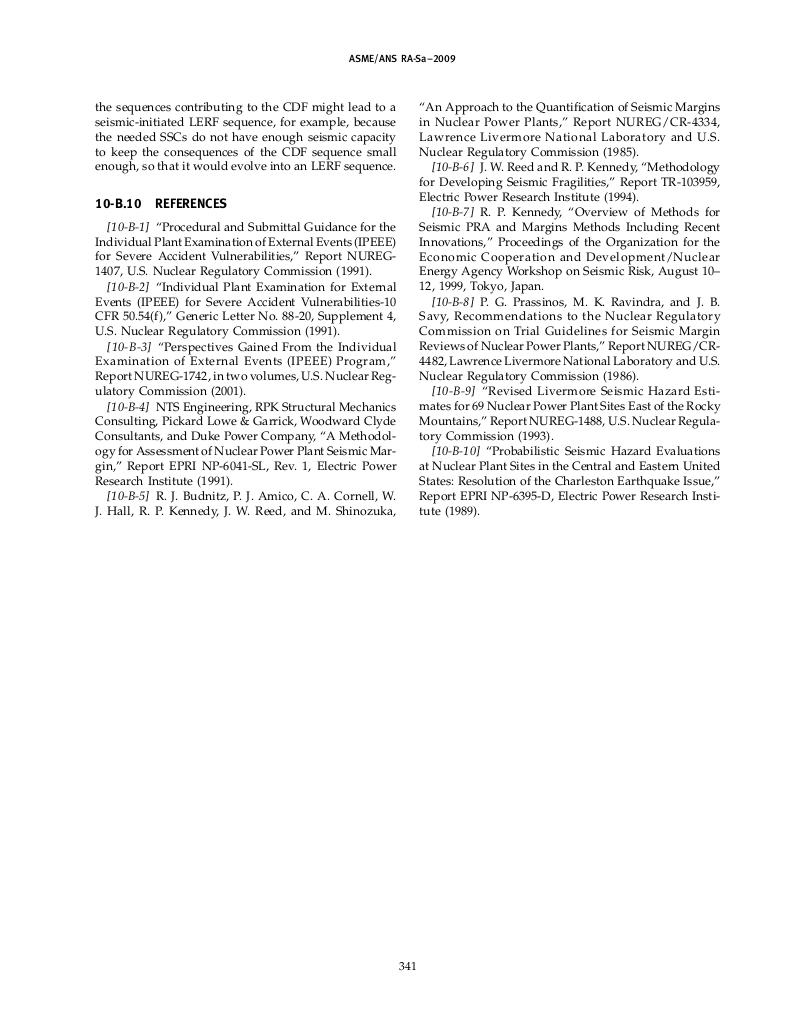 ASME/ANS RA-Sa–2009
the sequences contributing to the CDF might lead to a
seismic-initiated LERF sequence, for example, because
the needed SSCs do not have enough seismic capacity
to keep the consequences of the CDF sequence small
enough, so that it would evolve into an LERF sequence.
10-B.10 REFERENCES
[10-B-1] “Procedural and Submittal Guidance for the
Individual Plant Examination of External Events (IPEEE)
for Severe Accident Vulnerabilities,” Report NUREG-
1407, U.S. Nuclear Regulatory Commission (1991).
[10-B-2] “Individual Plant Examination for External
Events (IPEEE) for Severe Accident Vulnerabilities-10
CFR 50.54(f),” Generic Letter No. 88-20, Supplement 4,
U.S. Nuclear Regulatory Commission (1991).
[10-B-3] “Perspectives Gained From the Individual
Examination of External Events (IPEEE) Program,”
Report NUREG-1742, in two volumes, U.S. Nuclear Reg-
ulatory Commission (2001).
[10-B-4] NTS Engineering, RPK Structural Mechanics
Consulting, Pickard Lowe & Garrick, Woodward Clyde
Consultants, and Duke Power Company, “A Methodol-
ogy for Assessment of Nuclear Power Plant Seismic Mar-
gin,” Report EPRI NP-6041-SL, Rev. 1, Electric Power
Research Institute (1991).
[10-B-5] R. J. Budnitz, P. J. Amico, C. A. Cornell, W.
J. Hall, R. P. Kennedy, J. W. Reed, and M. Shinozuka,
“An Approach to the Quantification of Seismic Margins
in Nuclear Power Plants,” Report NUREG/CR-4334,
Lawrence Livermore National Laboratory and U.S.
Nuclear Regulatory Commission (1985).
[10-B-6] J. W. Reed and R. P. Kennedy, “Methodology
for Developing Seismic Fragilities,” Report TR-103959,
Electric Power Research Institute (1994).
[10-B-7] R. P. Kennedy, “Overview of Methods for
Seismic PRA and Margins Methods Including Recent
Innovations,” Proceedings of the Organization for the
Economic Cooperation and Development/Nuclear
Energy Agency Workshop on Seismic Risk, August 10–
12, 1999, Tokyo, Japan.
[10-B-8] P. G. Prassinos, M. K. Ravindra, and J. B.
Savy, Recommendations to the Nuclear Regulatory
Commission on Trial Guidelines for Seismic Margin
Reviews of Nuclear Power Plants,” Report NUREG/CR-
4482, Lawrence Livermore National Laboratory and U.S.
Nuclear Regulatory Commission (1986).
[10-B-9] “Revised Livermore Seismic Hazard Esti-
mates for 69 Nuclear Power Plant Sites East of the Rocky
Mountains,” Report NUREG-1488, U.S. Nuclear Regula-
tory Commission (1993).
[10-B-10] “Probabilistic Seismic Hazard Evaluations
at Nuclear Plant Sites in the Central and Eastern United
States: Resolution of the Charleston Earthquake Issue,”
Report EPRI NP-6395-D, Electric Power Research Insti-
tute (1989).
341